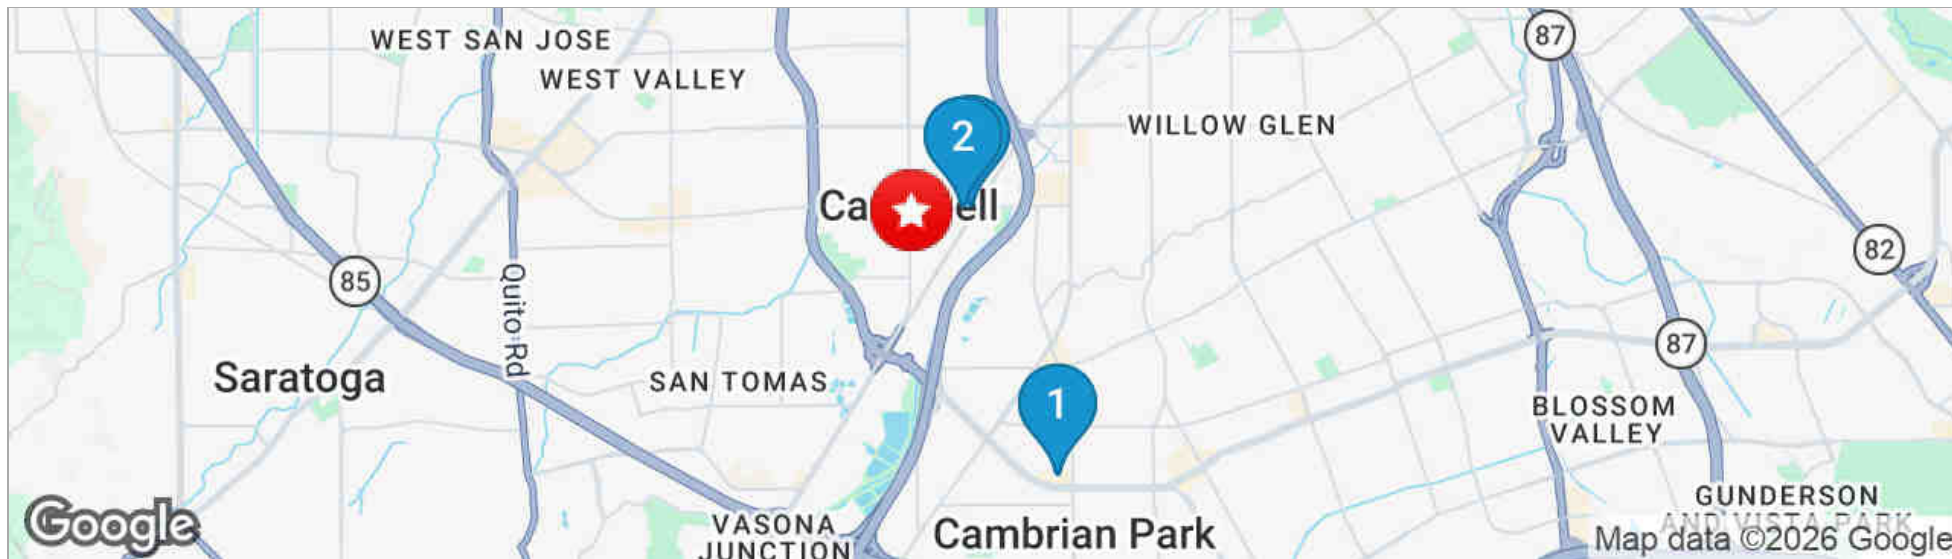 WEST SAN JOSE
WEST VALLEY
87
2
WILLOW GLEN
Ca ell
82
85
Quito Rd
87
Saratoga
SAN TOMAS
1
BLOSSOM
VALLEY
GUNDERSON
AND VISTA PARK
Google
VASONA
JUNCTION
Cambrian Park
Map data ©2026 Google